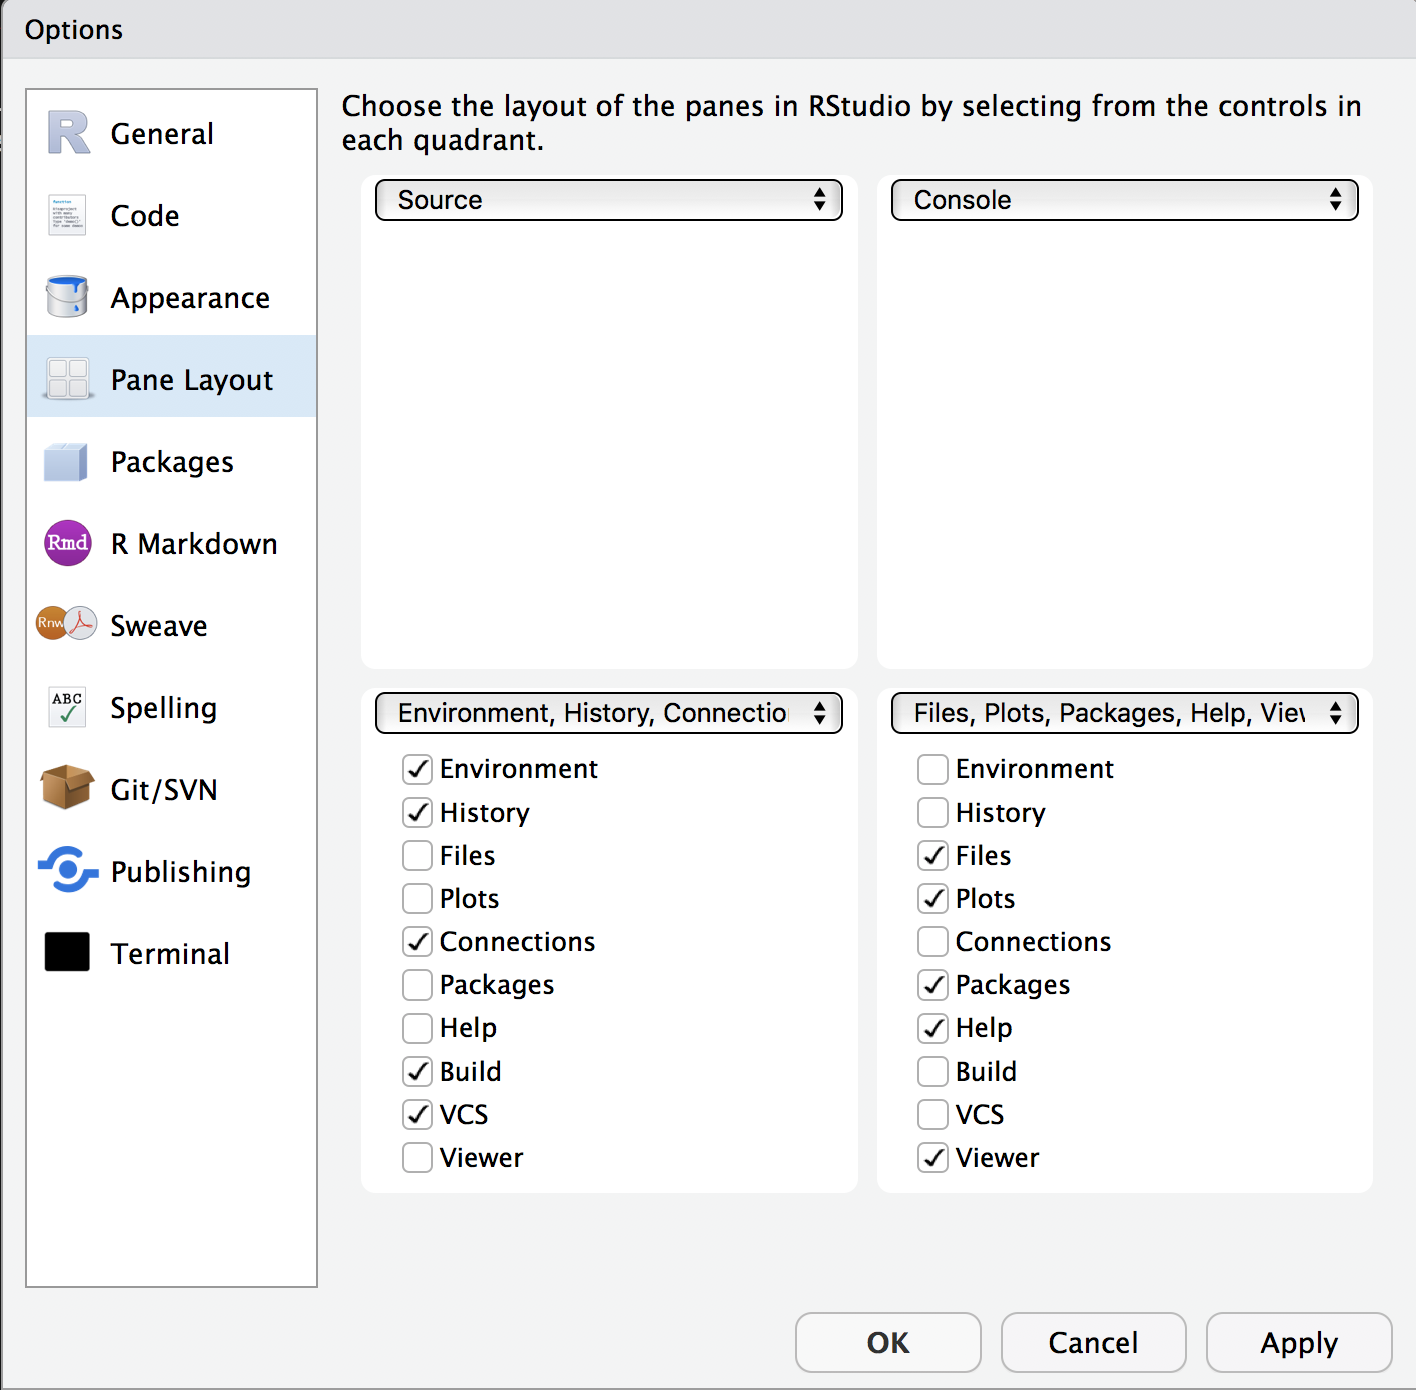 Options
General
Code
Appearance
Pane Layout
Packages
Rmd R Markdown
Rnw Sweave
ABC Spelling
Git/SVN
Publishing
Terminal
Choose the layout of the panes in RStudio by selecting from the controls in
each quadrant.
Source
Console
Environment, History, Connectio
Environment
History
Files
Plots
Connections
Packages
Help
Build
VCS
Viewer
Files, Plots, Packages, Help, View
Environment
History
Files
Plots
Connections
Packages
Help
Build
VCS
Viewer
OK
Cancel
Apply